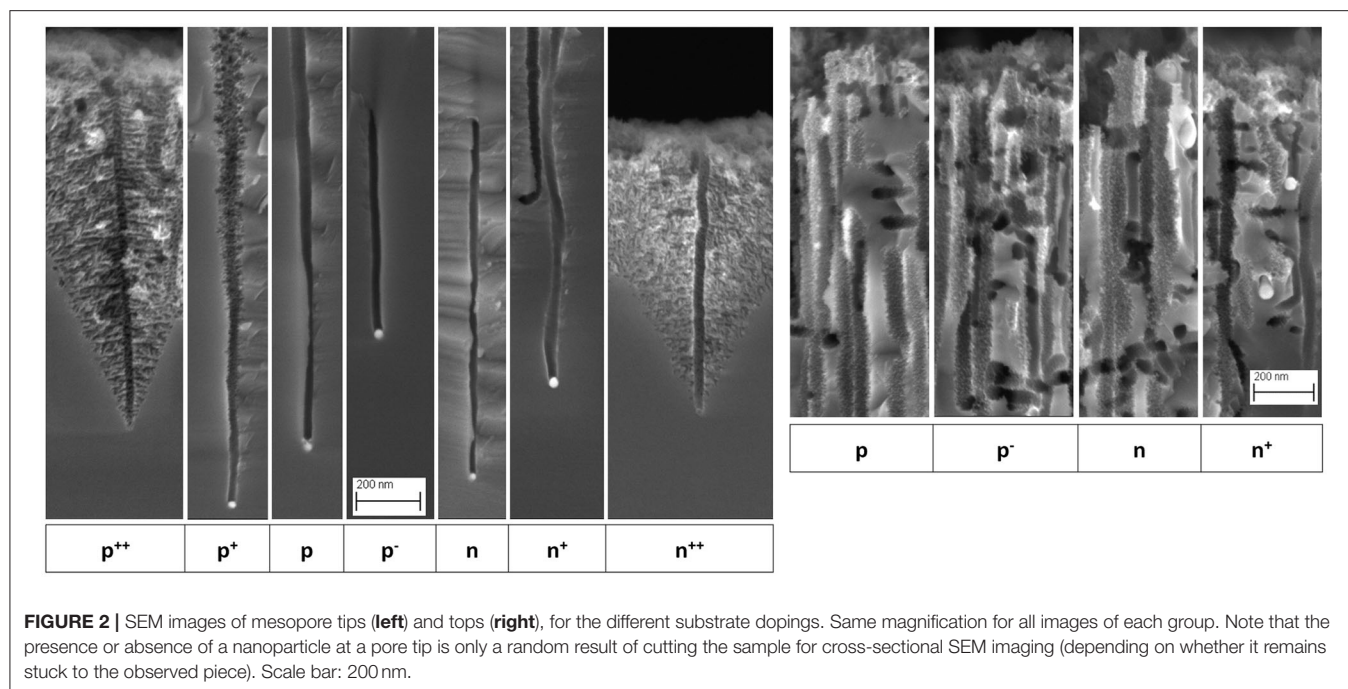 200 nm
200 nm
p++ p+ p p- n n+ n++
p p- n n+
FIGURE 2 | SEM images of mesopore tips (left) and tops (right), for the different substrate dopings. Same magnification for all images of each group. Note that the
presence or absence of a nanoparticle at a pore tip is only a random result of cutting the sample for cross-sectional SEM imaging (depending on whether it remains
stuck to the observed piece). Scale bar: 200 nm.